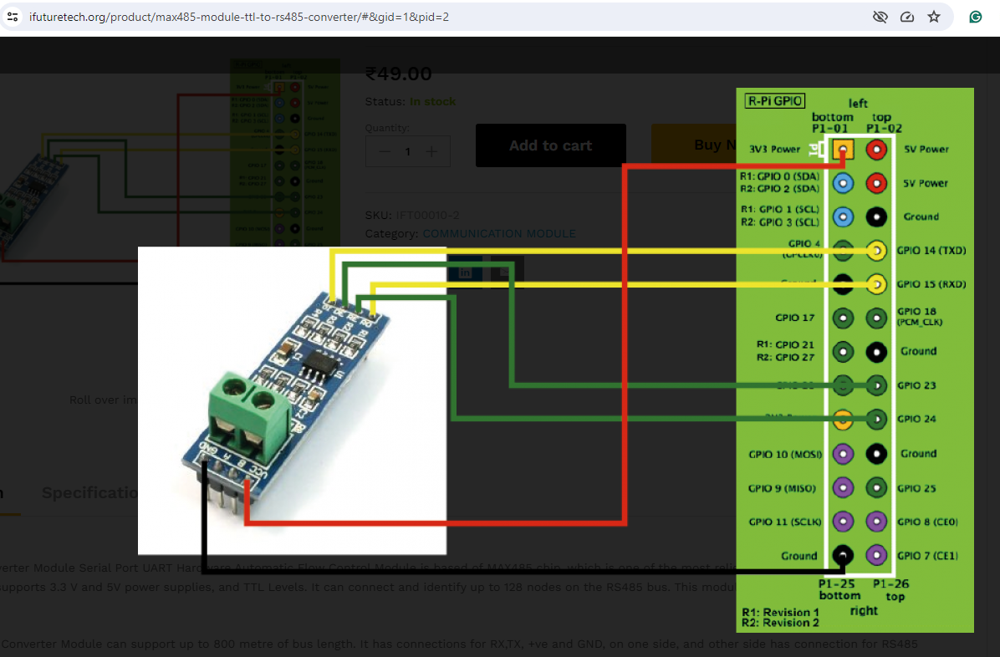 ifuturetech.org/product/max485-module-ttl-to-rs485-converter/#&gid=1&pid=2
₹49.00
Status: In stock
Quantity:
1
Add to cart
Buy N
SKU: IFT00010-2
Category: COMMUNICATION MODULE
in
Roll over im
Specificatio
R-Pi GPIO
left
bottom top
P1-01 P1-02
P1
3V3 Power 5V Power
R1: GPIO 0 (SDA)
R2: GPIO 2 (SDA) 5V Power
R1: GPIO 1 (SCL)
R2: GPIO 3 (SCL) Ground
GPIO 4
(GPCLK0) GPIO 14 (TXD)
Ground GPIO 15 (RXD)
GPIO 17 GPIO 18
(PCM_CLK)
R1: GPIO 21
R2: GPIO 27 Ground
GPIO 23
GPIO 24
GPIO 10 (MOSI) Ground
GPIO 9 (MISO) GPIO 25
GPIO 11 (SCLK) GPIO 8 (CE0)
Ground GPIO 7 (CE1)
P1-25 P1-26
bottom top
right
R1: Revision 1
R2: Revision 2
R3
R2
R1
C1
U1
C2
GND A B VCC
verter Module Serial Port UART Hardware Automatic Flow Control Module is based of MAX485 chip, which is one of the most
upports 3.3 V and 5V power supplies, and TTL Levels. It can connect and identify up to 128 nodes on the RS485 bus. This modu
Converter Module can support up to 800 metre of bus length. It has connections for RX,TX, +ve and GND, on one side, and other side has connection for RS485